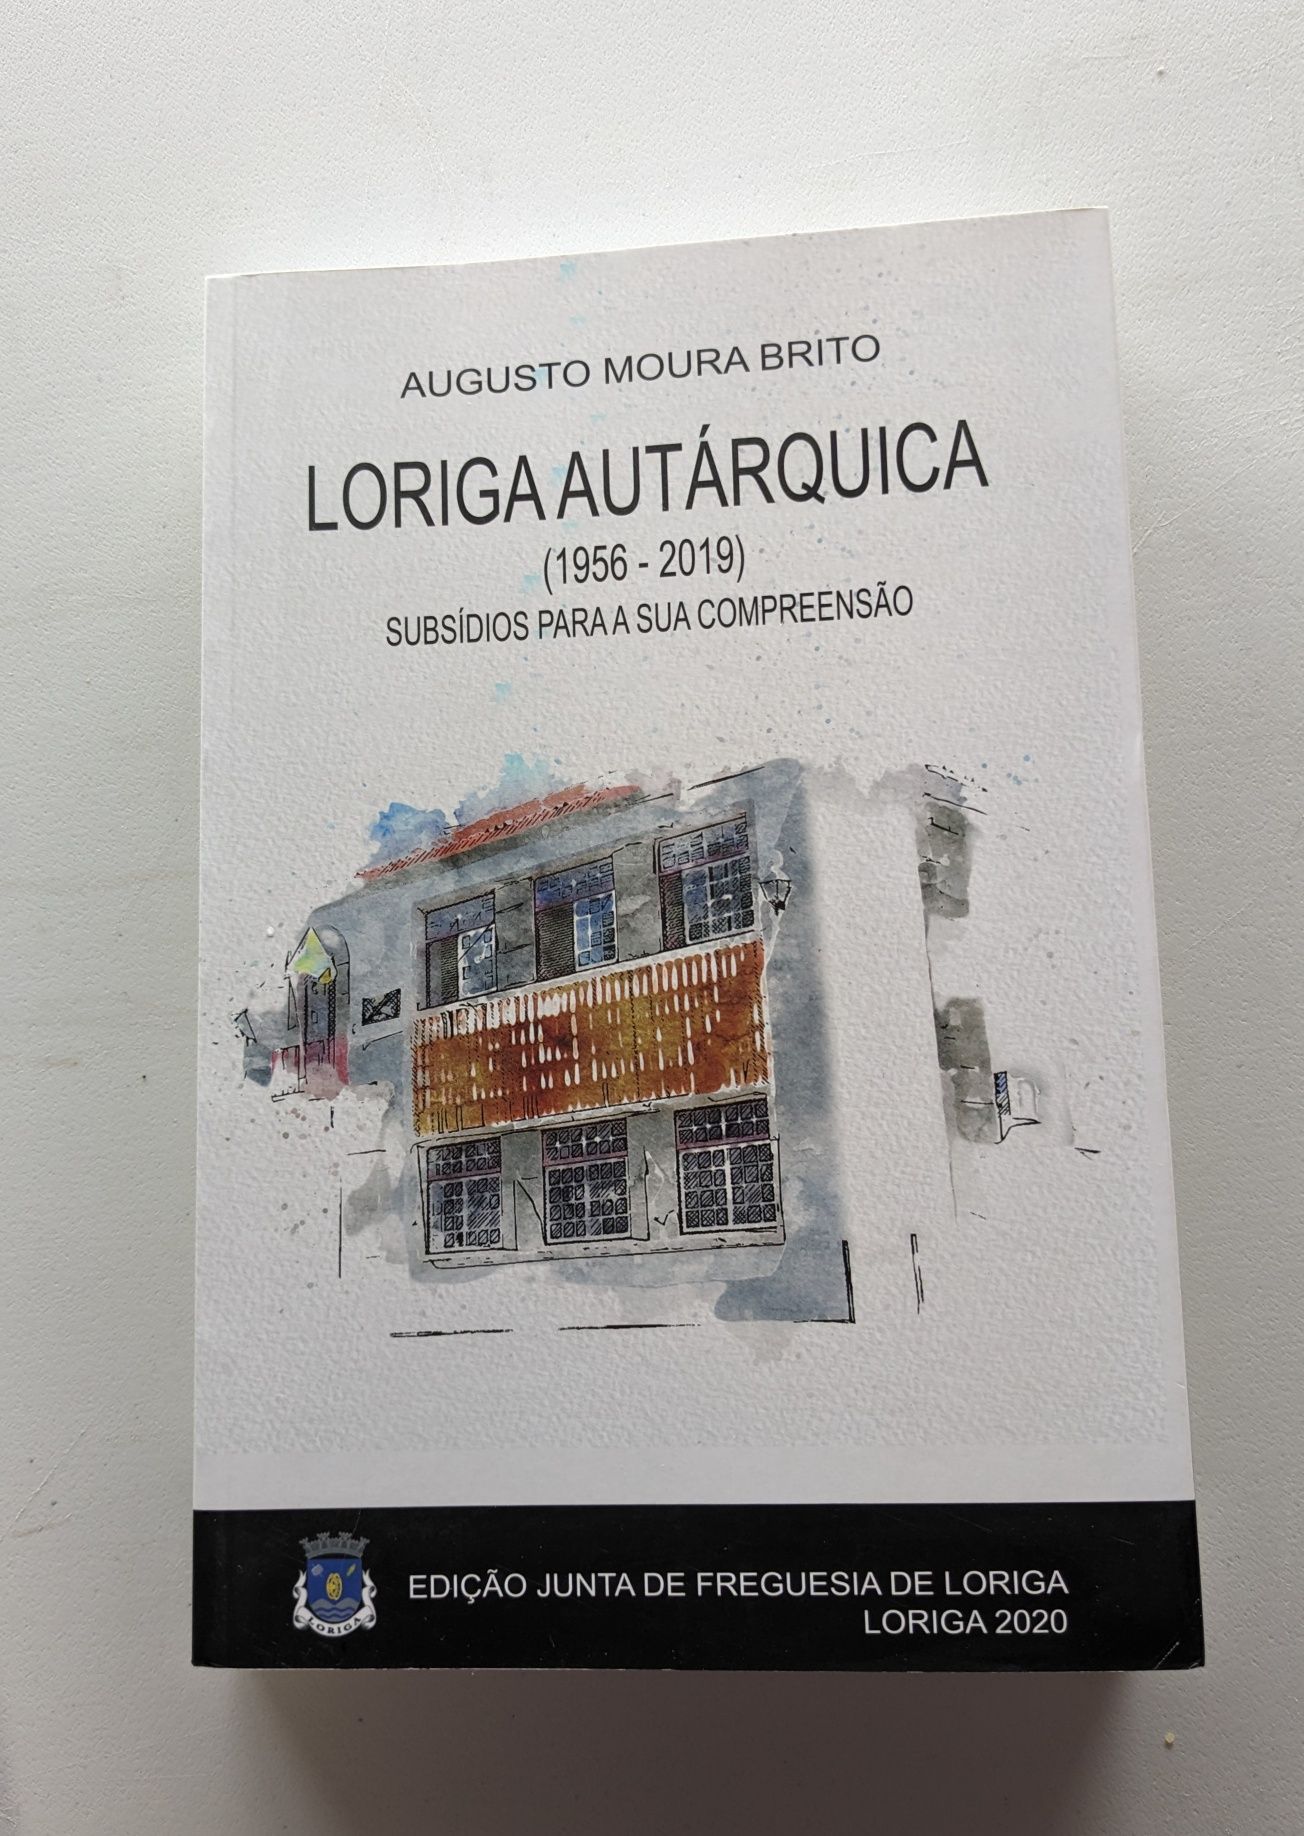 AUGUSTO MOURA BRITO
LORIGA AUTÁRQUICA
(1956 - 2019)
SUBSÍDIOS PARA A SUA COMPREENSÃO
LORIGA
EDIÇÃO JUNTA DE FREGUESIA DE LORIGA
LORIGA 2020